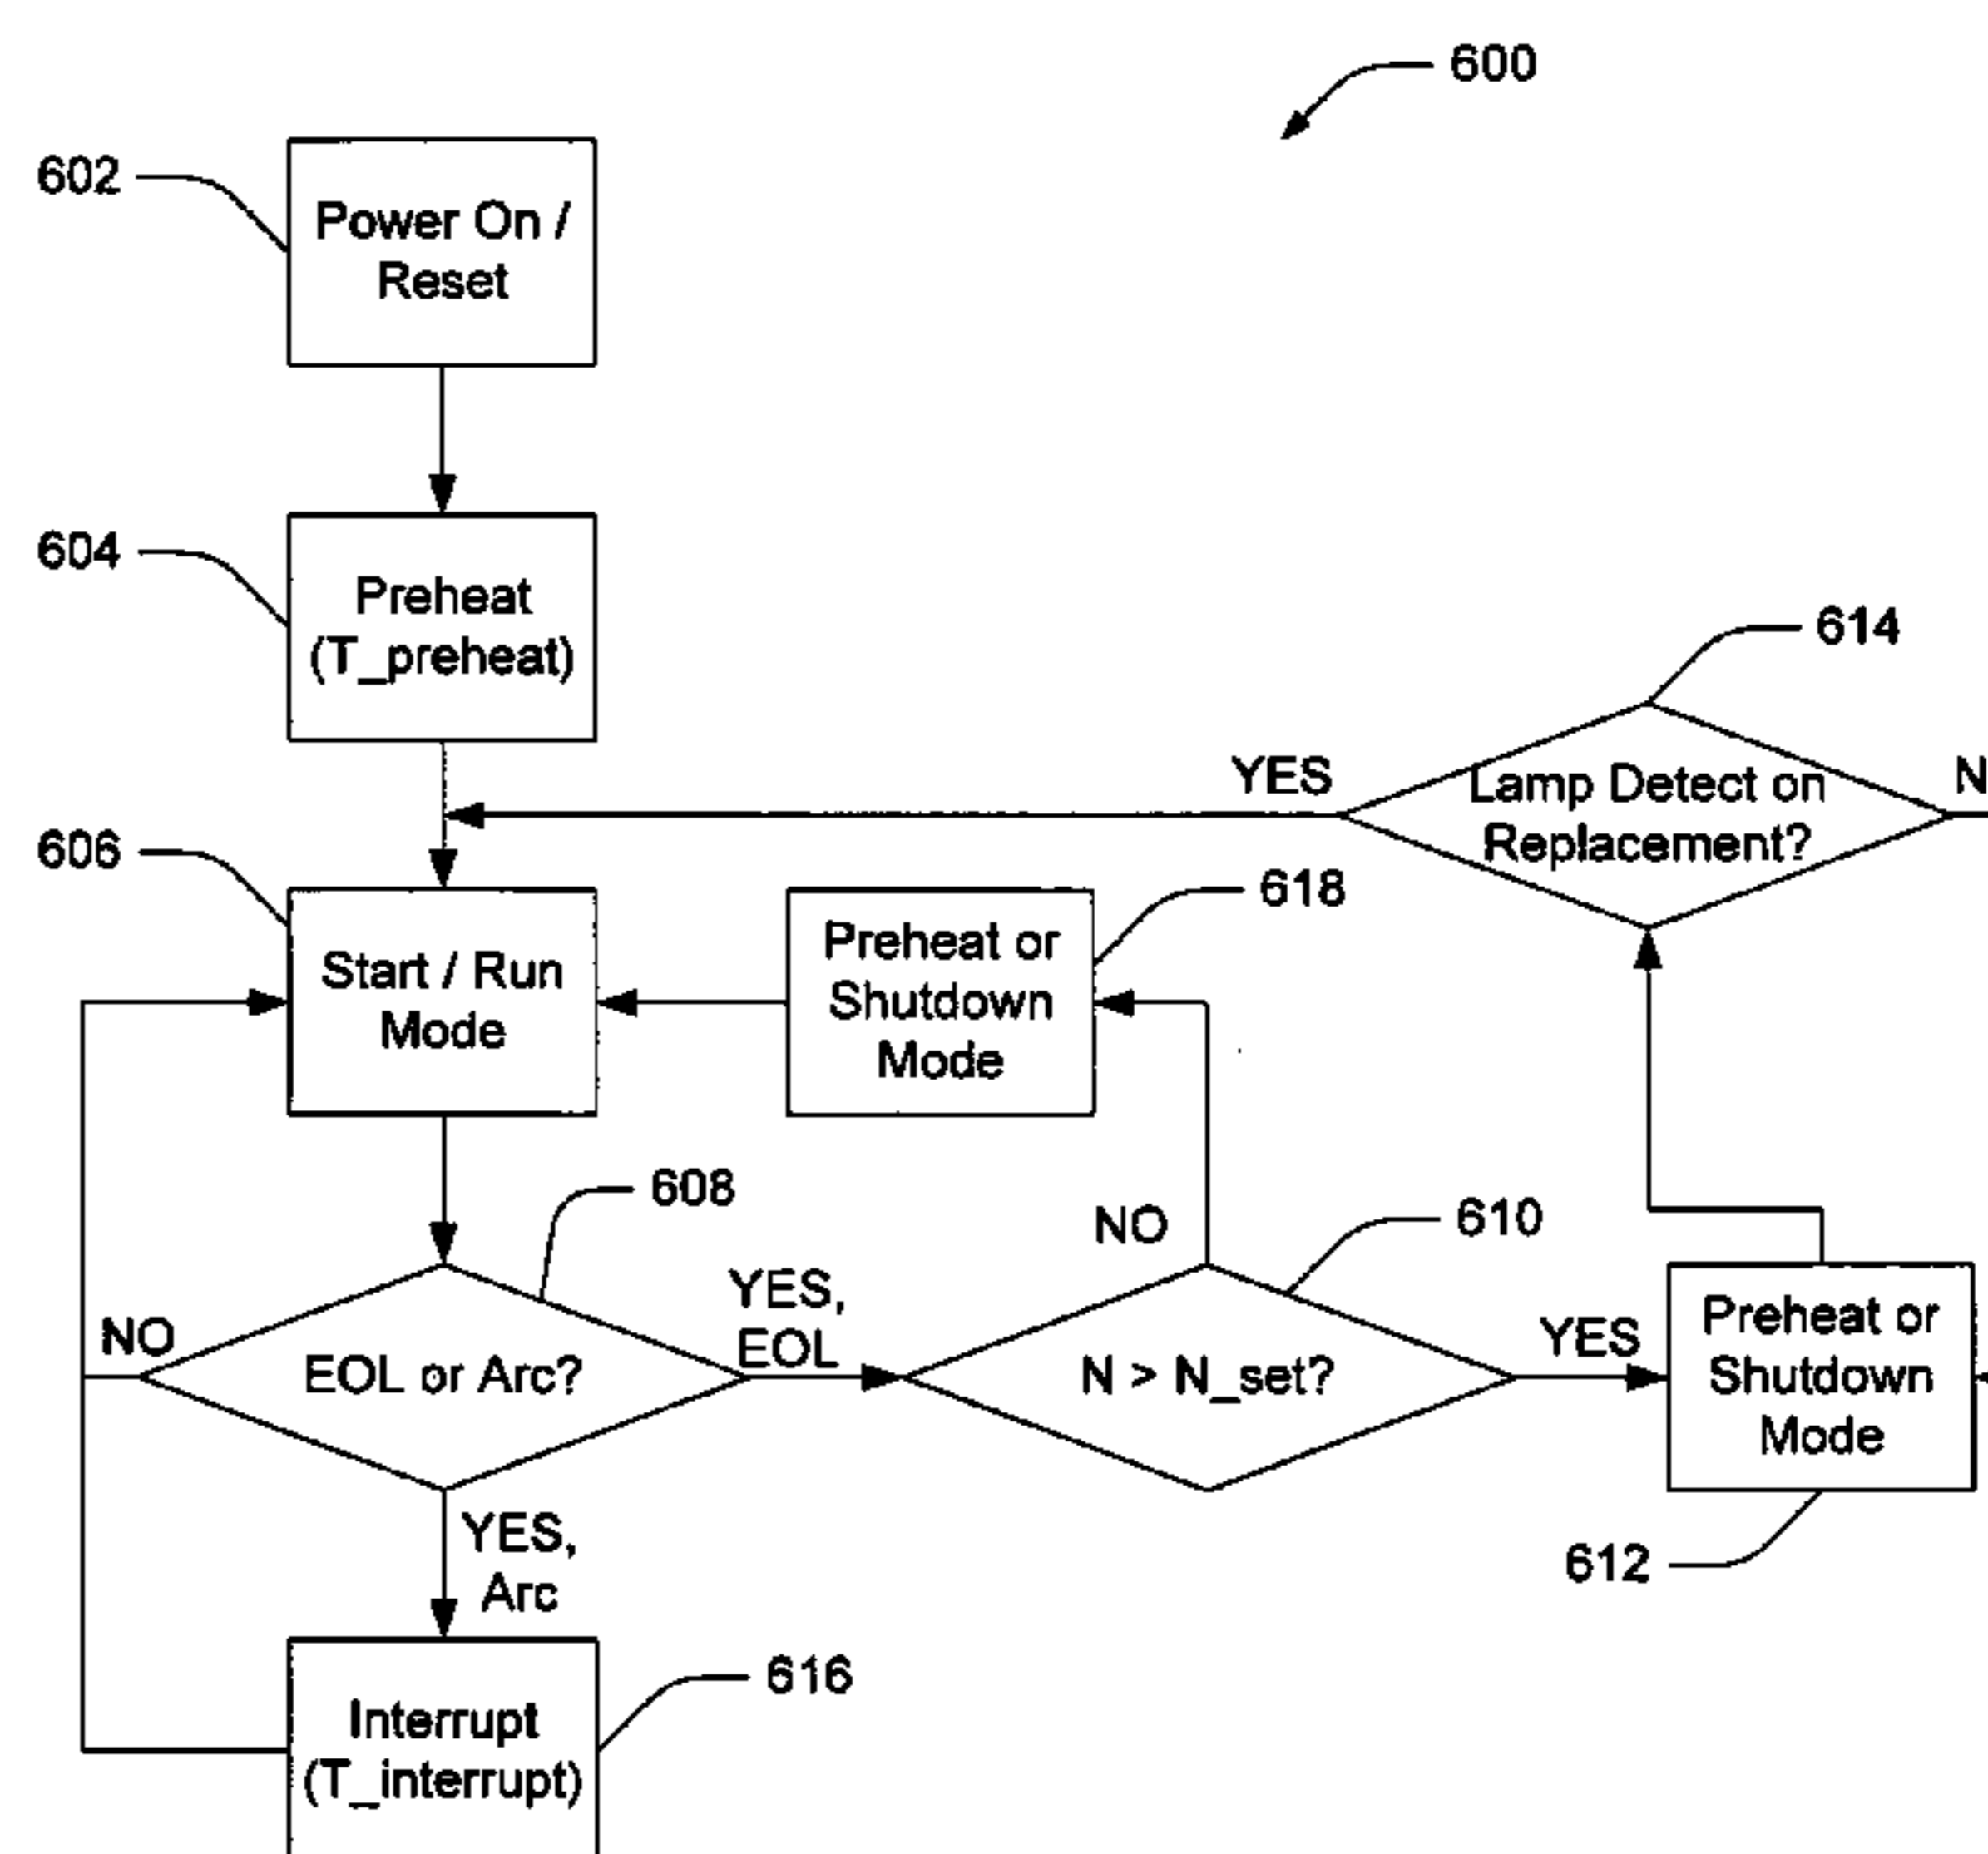 600
602
Power On /
Reset
604
Preheat
(T_preheat)
614
YES
Lamp Detect on
Replacement?
606
Start / Run
Mode
618
Preheat or
Shutdown
Mode
608
610
NO
NO
EOL or Arc?
YES,
EOL
N > N_set?
YES
Preheat or
Shutdown
Mode
612
YES,
Arc
616
Interrupt
(T_interrupt)